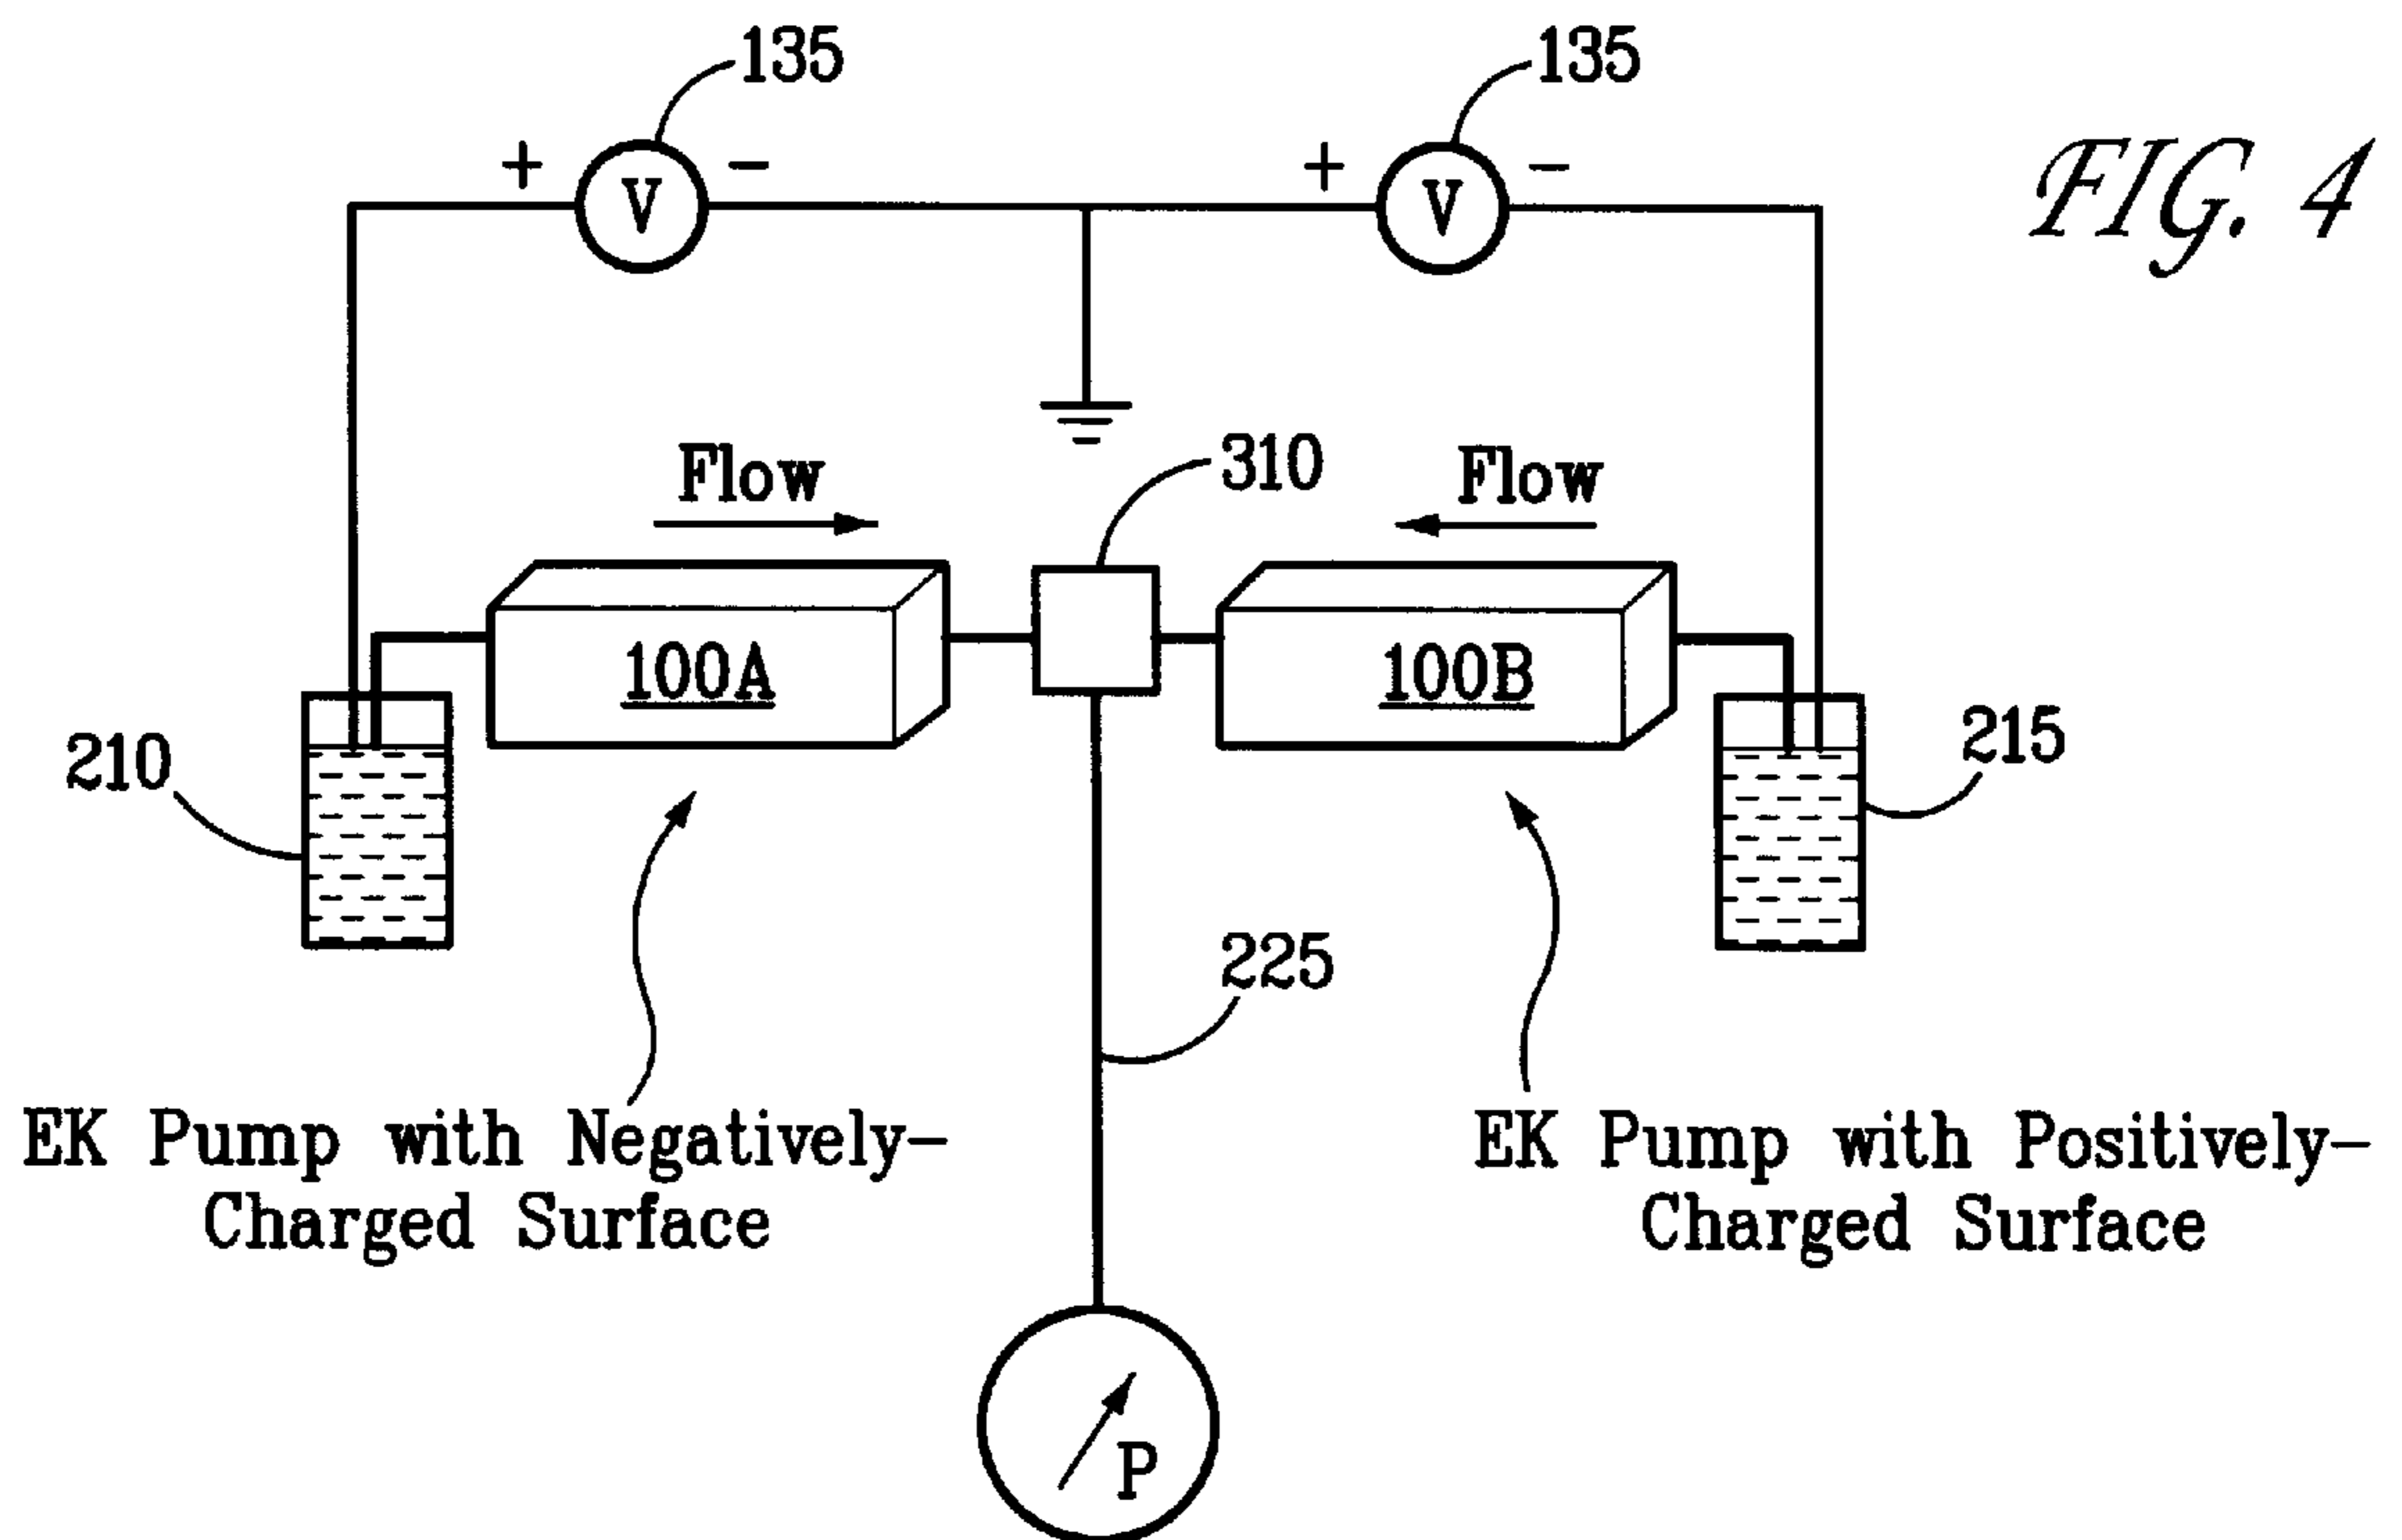 135
135
+
−
+
−
V
V
FIG. 4
Flow
310
Flow
100A
100B
210
215
225
EK Pump with Negatively-
Charged Surface
EK Pump with Positively-
Charged Surface
P